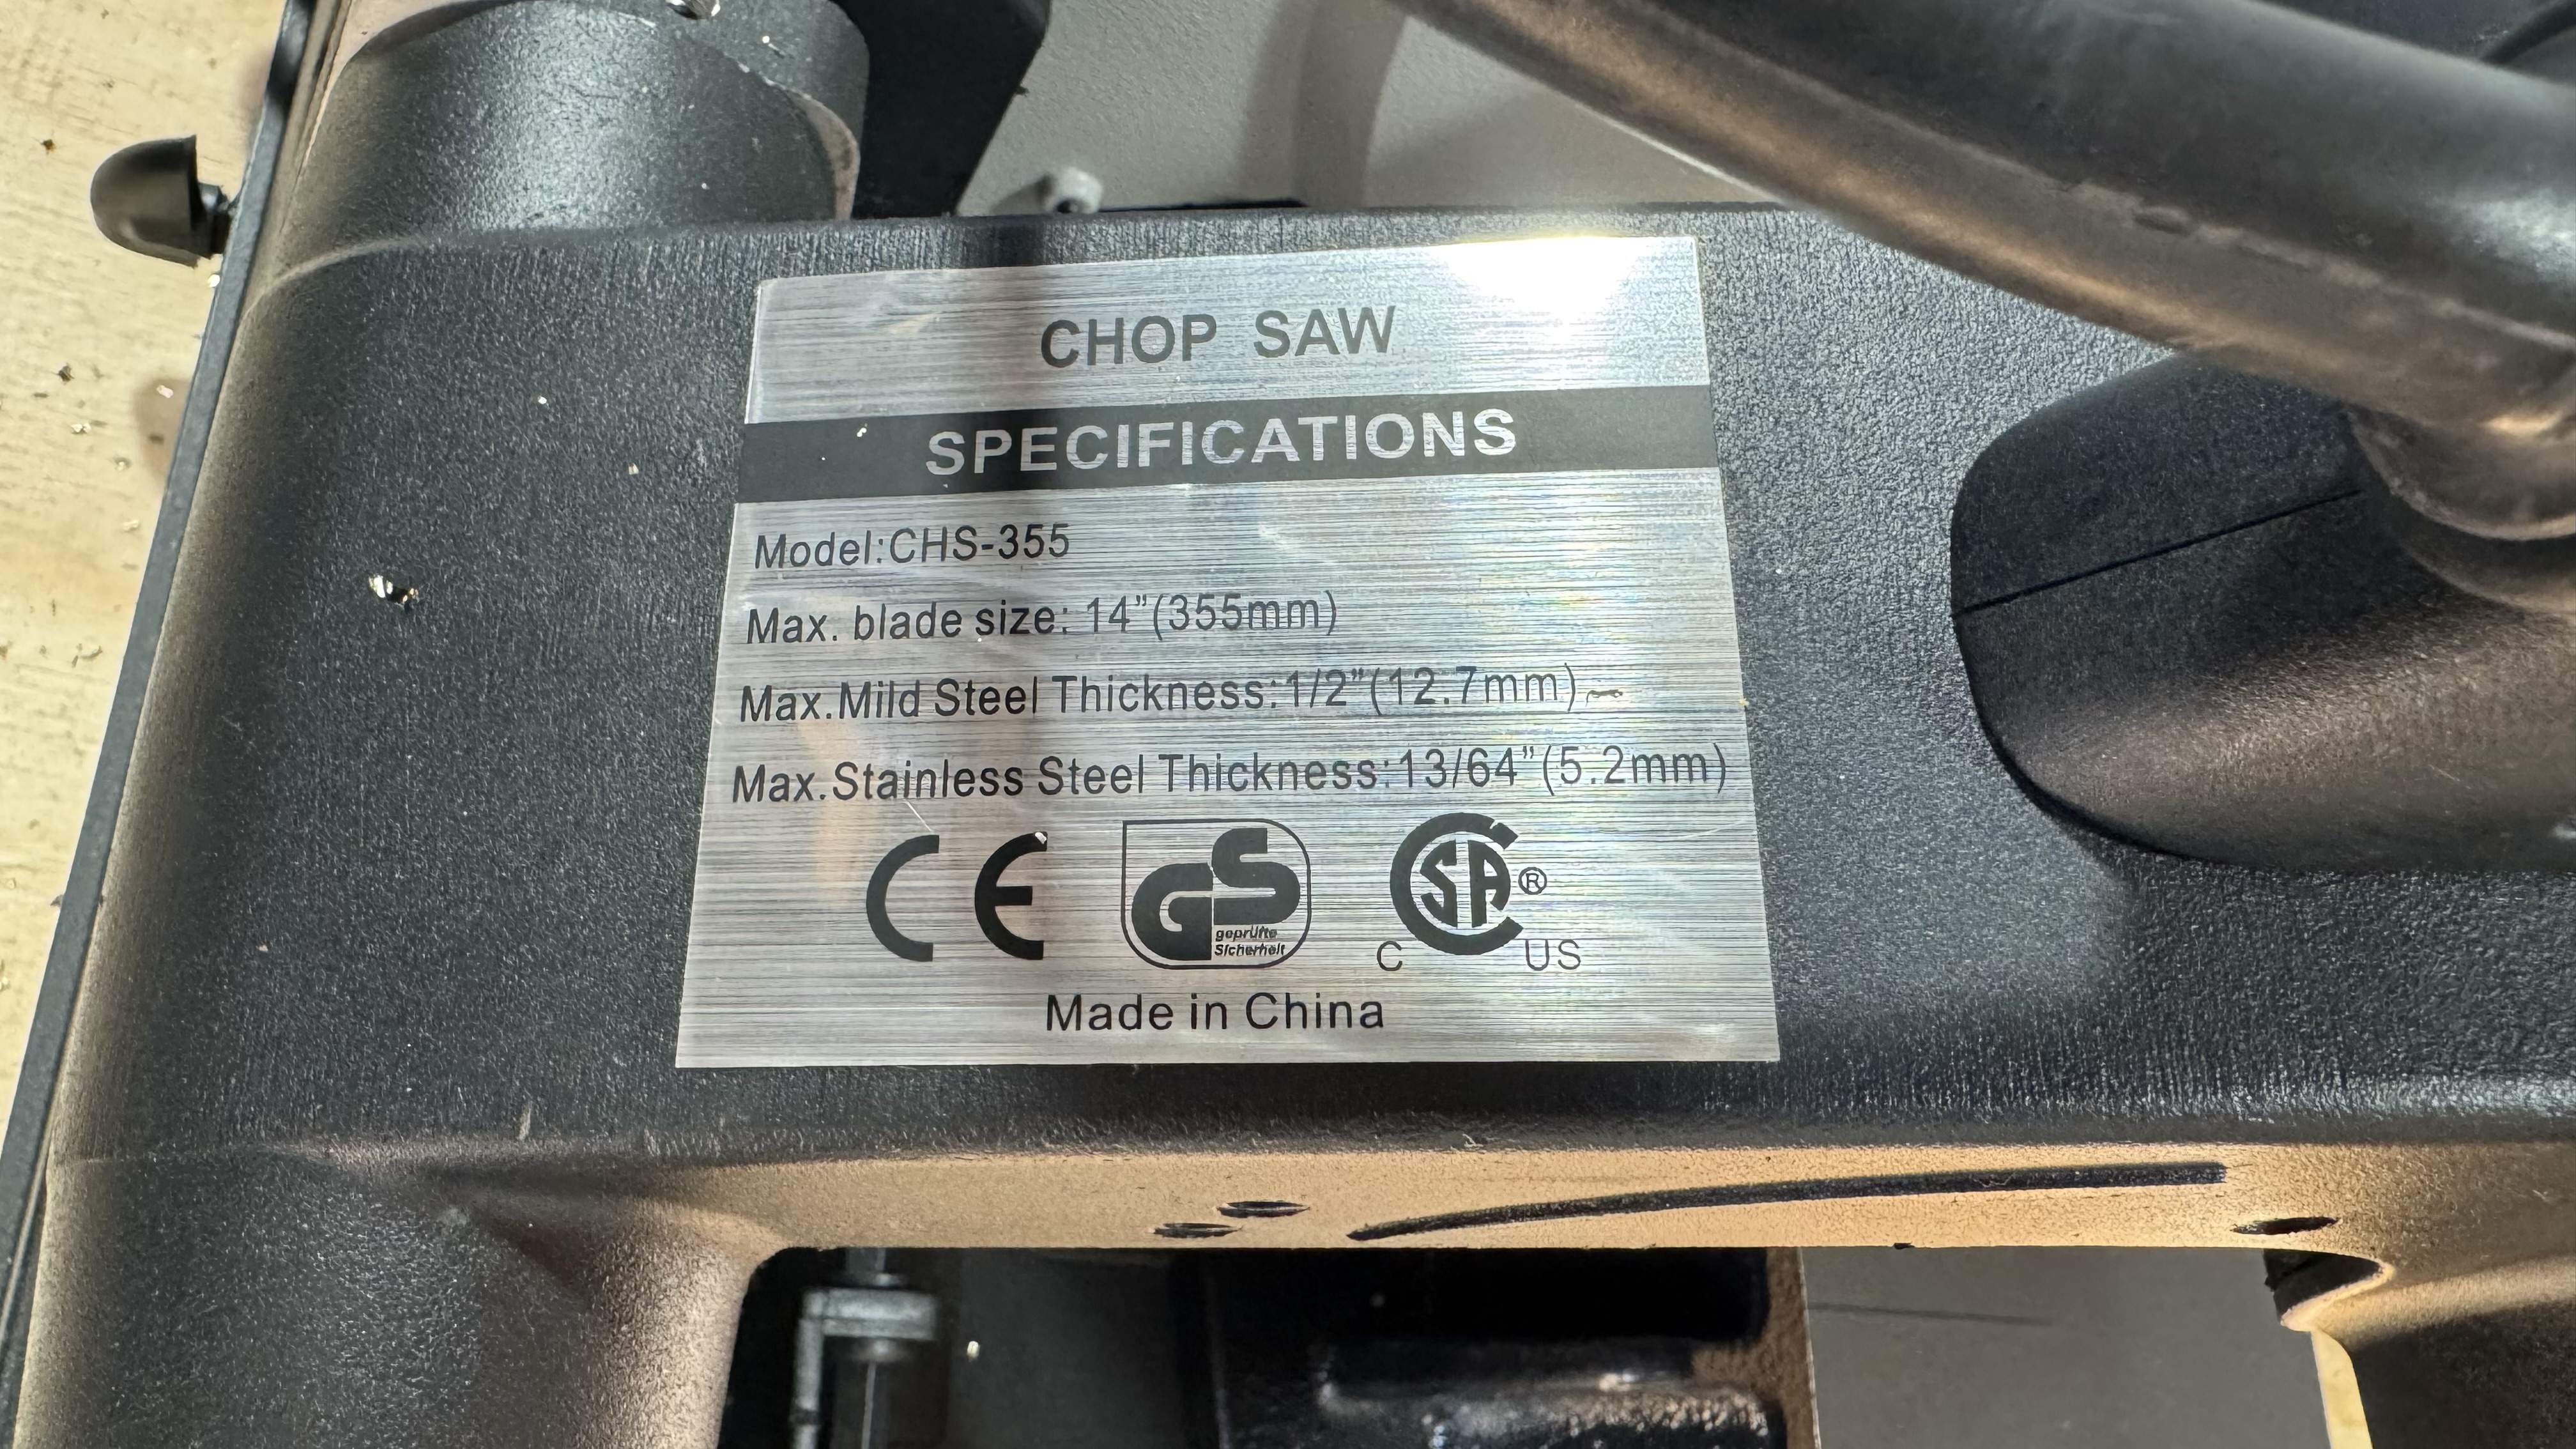 CHOP SAW
SPECIFICATIONS
Model:CHS-355
Max. blade size: 14”(355mm)
Max.Mild Steel Thickness:1/2”(12.7mm)
Max.Stainless Steel Thickness:13/64”(5.2mm)
CE GS geprüfte Sicherheit C CSA® US
Made in China